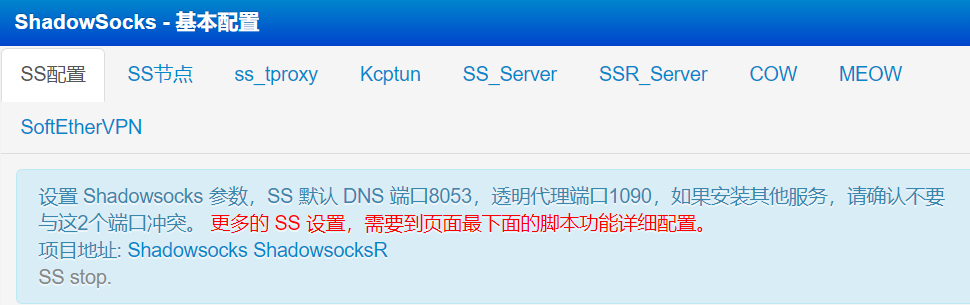 ShadowSocks - 基本配置
SS配置 SS节点 ss_tproxy Kcptun SS_Server SSR_Server COW MEOW
SoftEtherVPN
设置 Shadowsocks 参数，SS 默认 DNS 端口8053，透明代理端口1090，如果安装其他服务，请确认不要
与这2个端口冲突。 更多的 SS 设置，需要到页面最下面的脚本功能详细配置。
项目地址: Shadowsocks ShadowsocksR
SS stop.